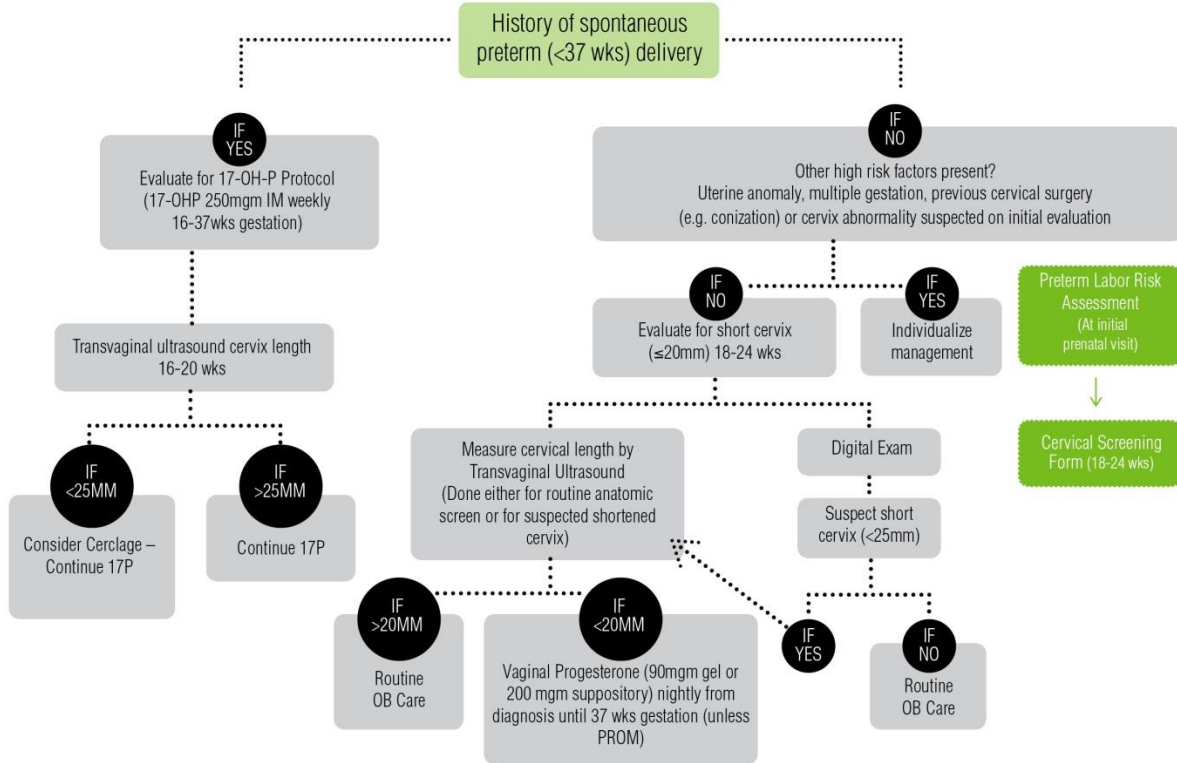 History of spontaneous
preterm (<37 wks) delivery
IF
YES
Evaluate for 17-OH-P Protocol
(17-OHP 250mgm IM weekly
16-37wks gestation)
IF
NO
Other high risk factors present?
Uterine anomaly, multiple gestation, previous cervical surgery
(e.g. conization) or cervix abnormality suspected on initial evaluation
Transvaginal ultrasound cervix length
16-20 wks
IF
<25MM
Consider Cerclage –
Continue 17P
IF
>25MM
Continue 17P
IF
NO
Evaluate for short cervix
(≤20mm) 18-24 wks
IF
YES
Individualize
management
Measure cervical length by
Transvaginal Ultrasound
(Done either for routine anatomic
screen or for suspected shortened
cervix)
Digital Exam
Suspect short
cervix (<25mm)
IF
>20MM
Routine
OB Care
IF
<20MM
Vaginal Progesterone (90mgm gel or
200 mgm suppository) nightly from
diagnosis until 37 wks gestation (unless
PROM)
IF
YES
IF
NO
Routine
OB Care
Preterm Labor Risk
Assessment
(At initial
prenatal visit)
Cervical Screening
Form (18-24 wks)